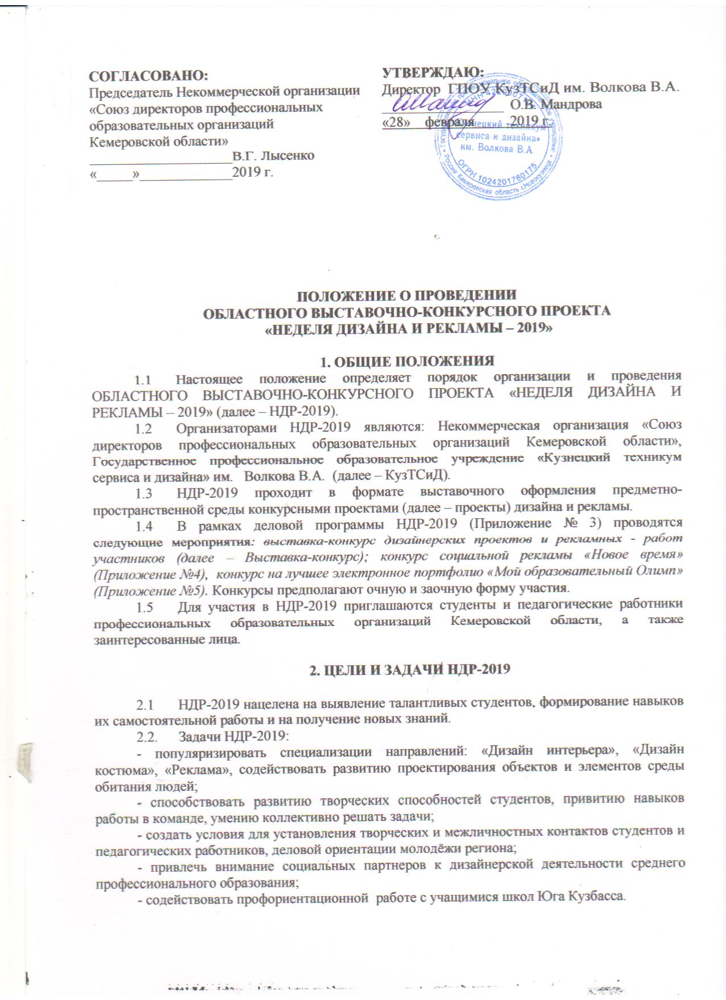 СОГЛАСОВАНО:
Председатель Некоммерческой организации
«Союз директоров профессиональных
образовательных организаций
Кемеровской области»
____________________В.Г. Лысенко
«_____»_____________2019 г.
УТВЕРЖДАЮ:
Директор ГПОУ КузТСиД им. Волкова В.А.
_________________ О.В. Мандрова
«28» февраля 2019 г.
Кузнецкий техникум
сервиса и дизайна»
им. Волкова В.А.
ОГРН 1024201760175
Россия Кемеровская область г.Новокузнецк
ПОЛОЖЕНИЕ О ПРОВЕДЕНИИ
ОБЛАСТНОГО ВЫСТАВОЧНО-КОНКУРСНОГО ПРОЕКТА
«НЕДЕЛЯ ДИЗАЙНА И РЕКЛАМЫ – 2019»
1. ОБЩИЕ ПОЛОЖЕНИЯ
1.1 Настоящее положение определяет порядок организации и проведения
ОБЛАСТНОГО ВЫСТАВОЧНО-КОНКУРСНОГО ПРОЕКТА «НЕДЕЛЯ ДИЗАЙНА И
РЕКЛАМЫ – 2019» (далее – НДР-2019).
1.2 Организаторами НДР-2019 являются: Некоммерческая организация «Союз
директоров профессиональных образовательных организаций Кемеровской области»,
Государственное профессиональное образовательное учреждение «Кузнецкий техникум
сервиса и дизайна» им. Волкова В.А. (далее – КузТСиД).
1.3 НДР-2019 проходит в формате выставочного оформления предметно-
пространственной среды конкурсными проектами (далее – проекты) дизайна и рекламы.
1.4 В рамках деловой программы НДР-2019 (Приложение № 3) проводятся
следующие мероприятия: выставка-конкурс дизайнерских проектов и рекламных - работ
участников (далее – Выставка-конкурс); конкурс социальной рекламы «Новое время»
(Приложение №4), конкурс на лучшее электронное портфолио «Мой образовательный Олимп»
(Приложение №5). Конкурсы предполагают очную и заочную форму участия.
1.5 Для участия в НДР-2019 приглашаются студенты и педагогические работники
профессиональных образовательных организаций Кемеровской области, а также
заинтересованные лица.
2. ЦЕЛИ И ЗАДАЧИ НДР-2019
2.1 НДР-2019 нацелена на выявление талантливых студентов, формирование навыков
их самостоятельной работы и на получение новых знаний.
2.2. Задачи НДР-2019:
- популяризировать специализации направлений: «Дизайн интерьера», «Дизайн
костюма», «Реклама», содействовать развитию проектирования объектов и элементов среды
обитания людей;
- способствовать развитию творческих способностей студентов, привитию навыков
работы в команде, умению коллективно решать задачи;
- создать условия для установления творческих и межличностных контактов студентов и
педагогических работников, деловой ориентации молодёжи региона;
- привлечь внимание социальных партнеров к дизайнерской деятельности среднего
профессионального образования;
- содействовать профориентационной работе с учащимися школ Юга Кузбасса.